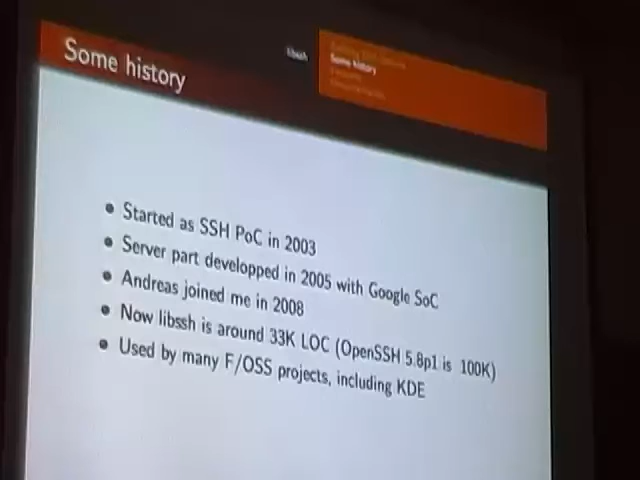 Some history
libssh
Some history
Started as SSH PoC in 2003
Server part developped in 2005 with Google SoC
Andreas joined me in 2008
Now libssh is around 33K LOC (OpenSSH 5.8p1 is 100K)
Used by many F/OSS projects, including KDE